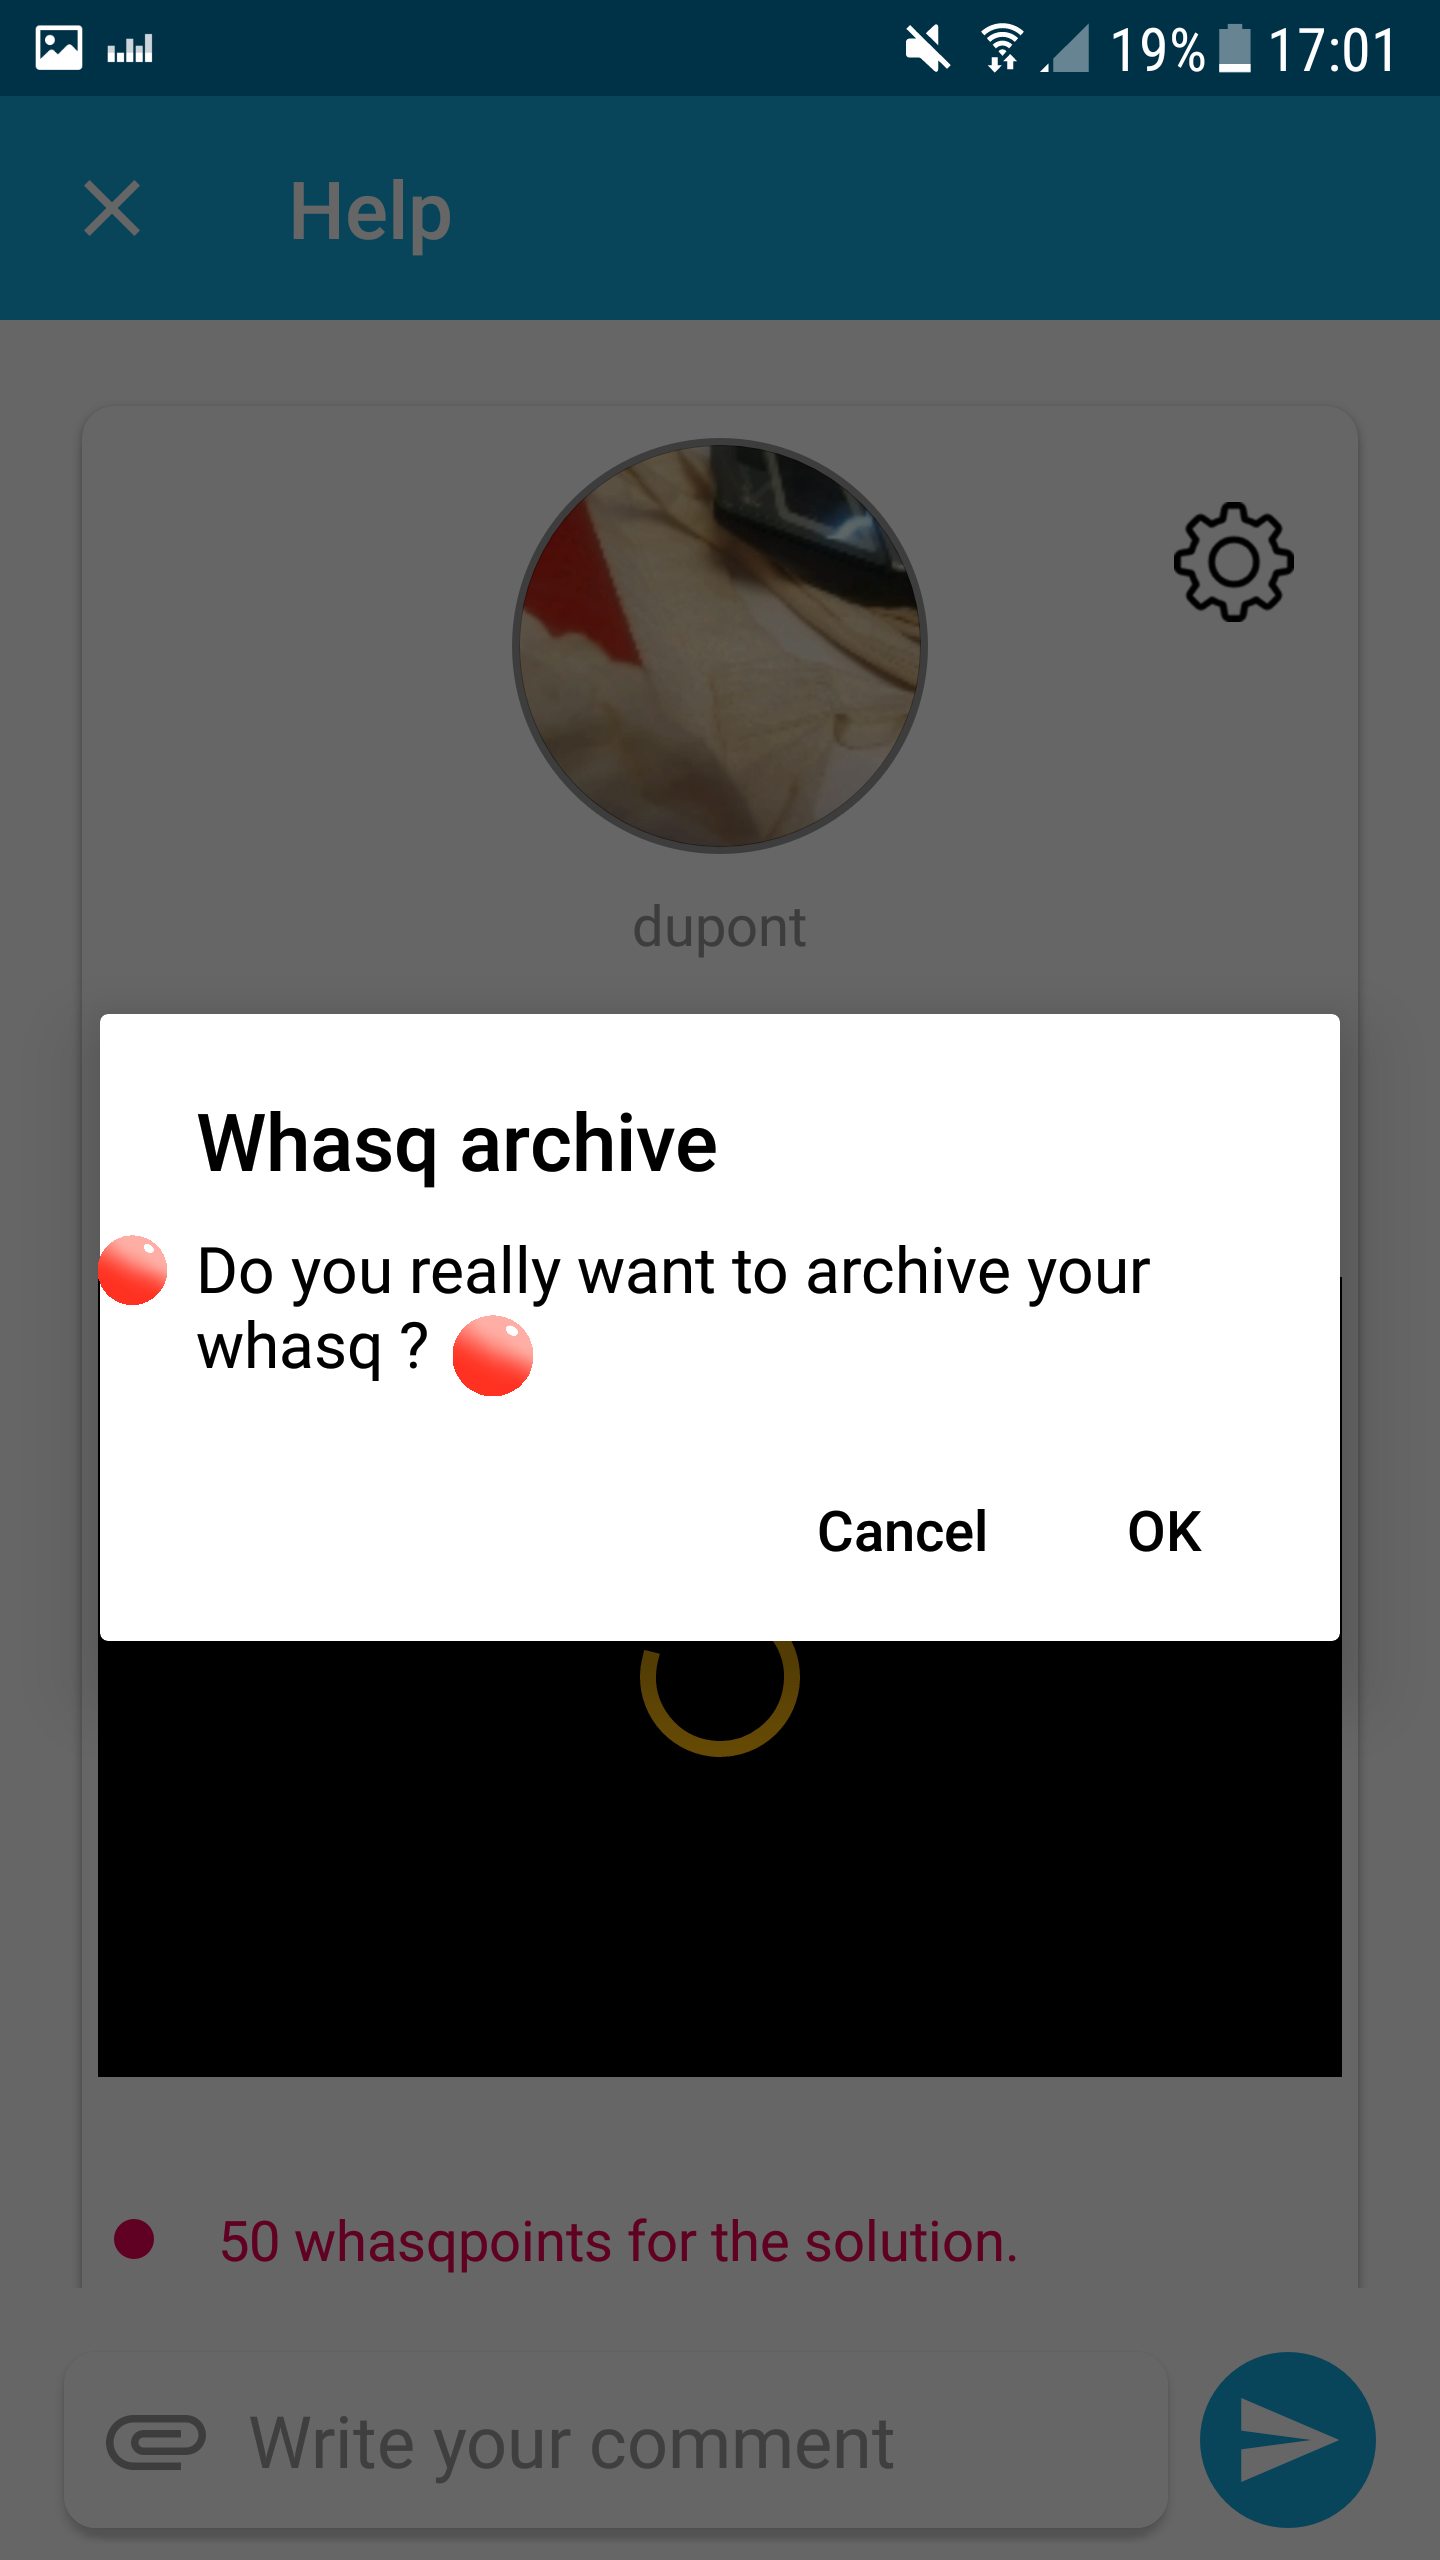 19% 17:01
Help
dupont
Whasq archive
Do you really want to archive your
whasq ?
Cancel OK
50 whasqpoints for the solution.
Write your comment